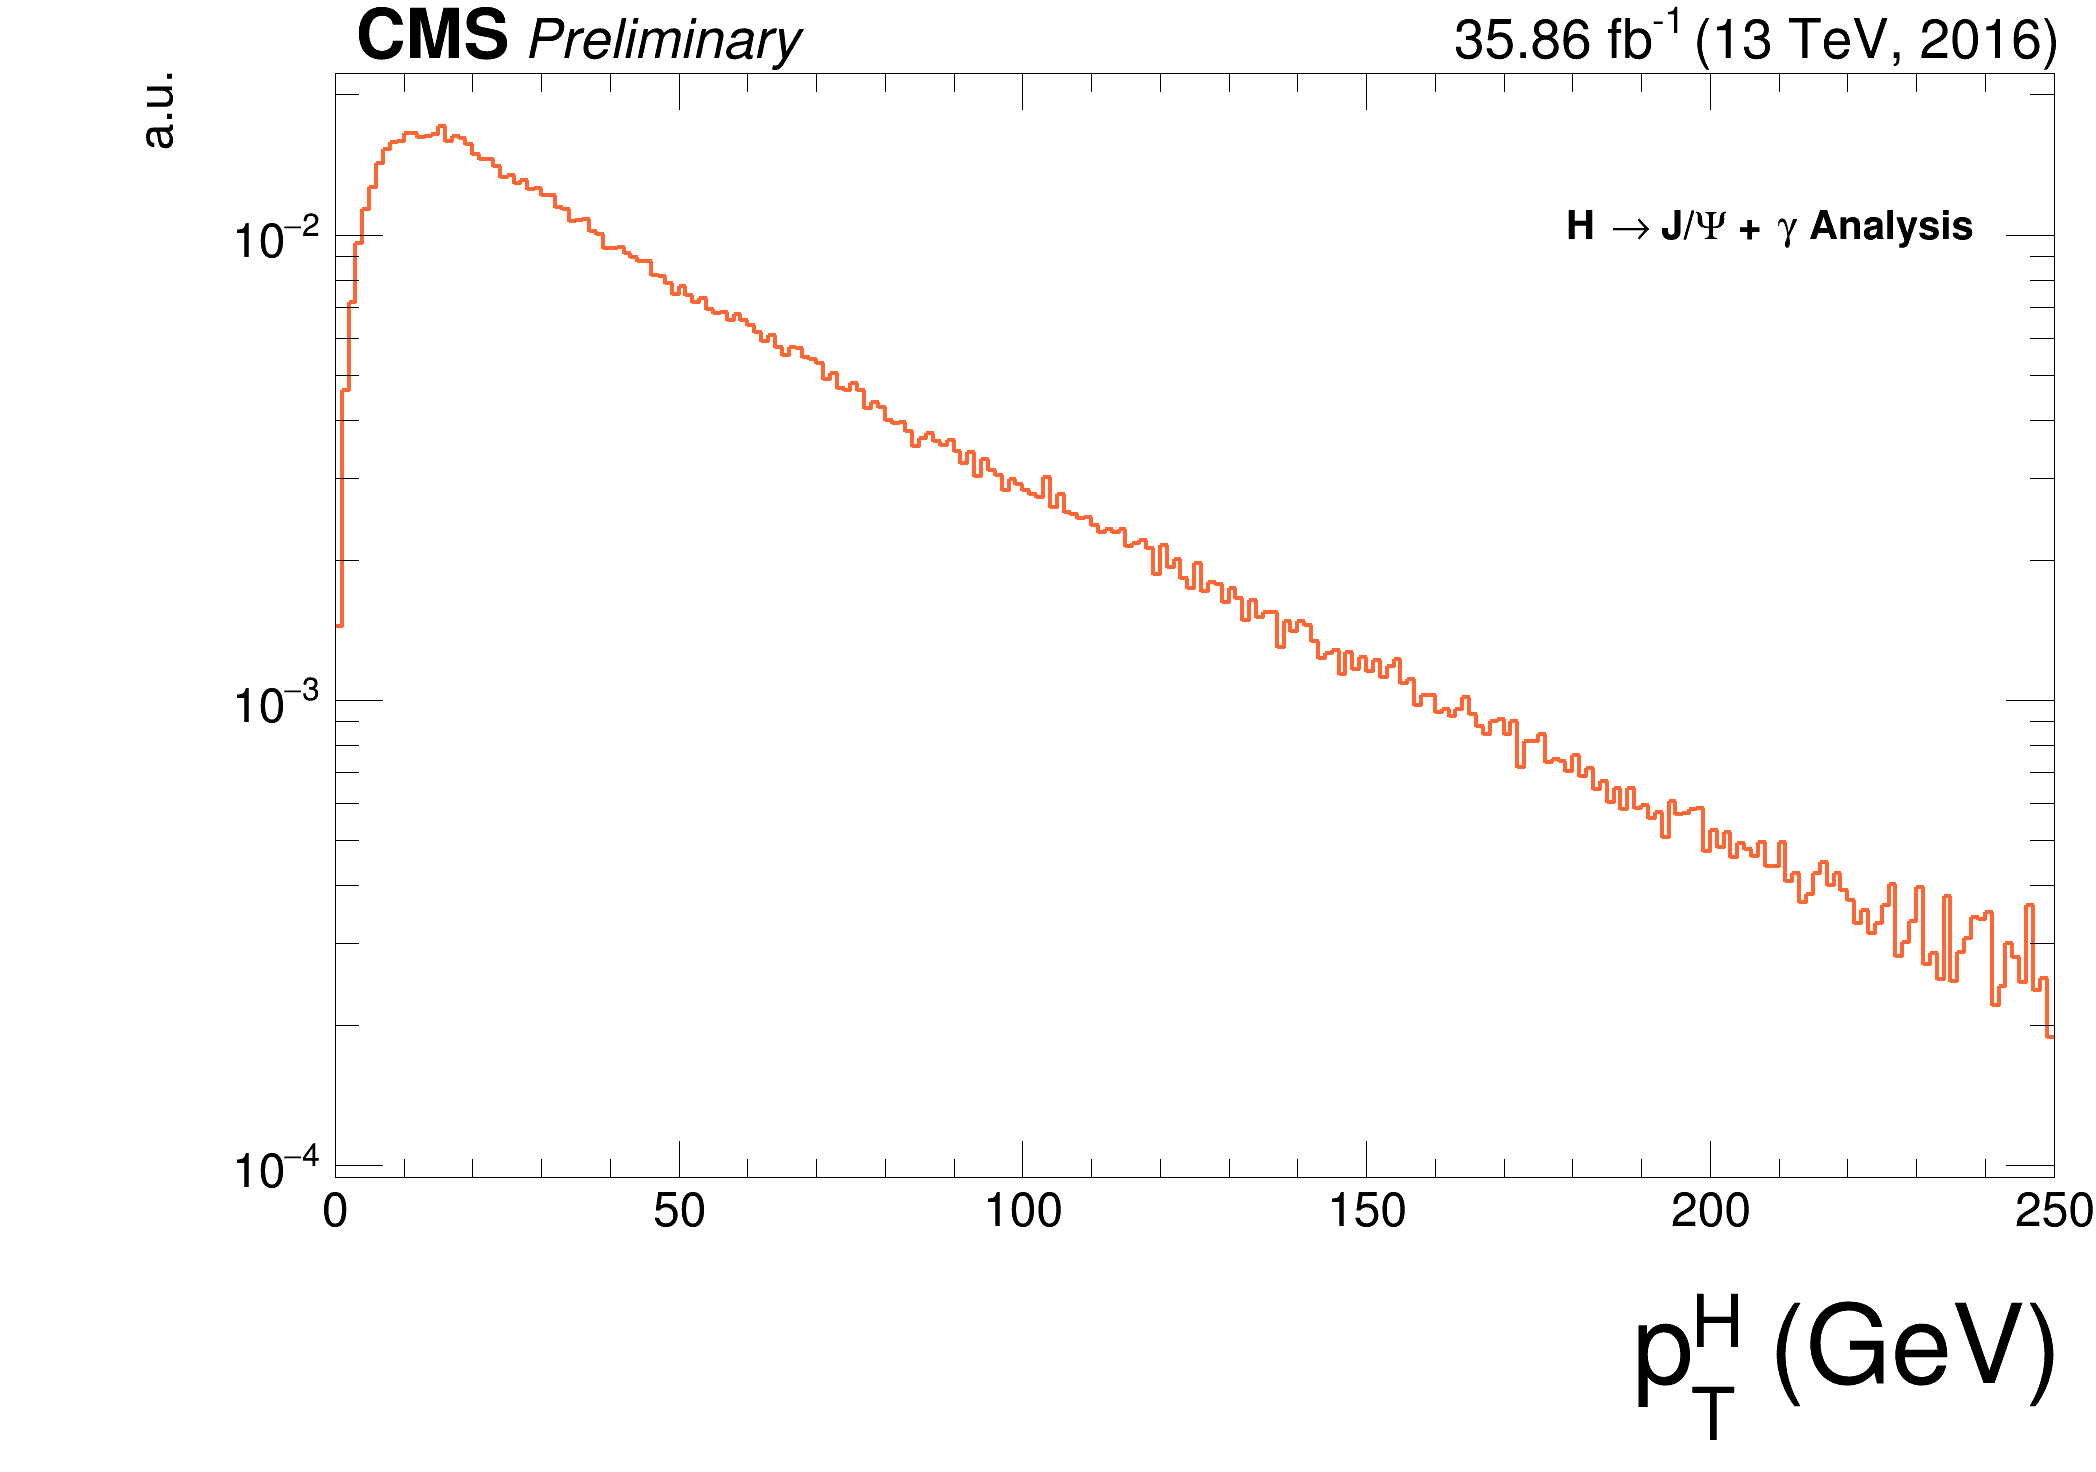 CMS Preliminary 35.86 fb⁻¹ (13 TeV, 2016)
a.u.
H → J/Ψ + γ Analysis
10⁻²
10⁻³
10⁻⁴
0 50 100 150 200 250
p_T^H (GeV)